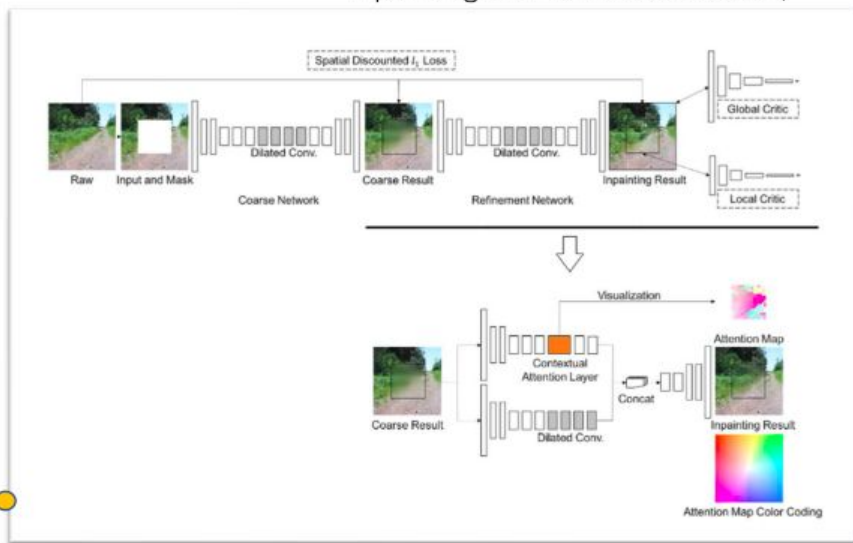 Spatial Discounted l₁ Loss
Global Critic
Dilated Conv.
Dilated Conv.
Raw
Input and Mask
Coarse Result
Inpainting Result
Coarse Network
Refinement Network
Local Critic
Visualization
Attention Map
Contextual
Attention Layer
Concat
Coarse Result
Dilated Conv.
Inpainting Result
Attention Map Color Coding